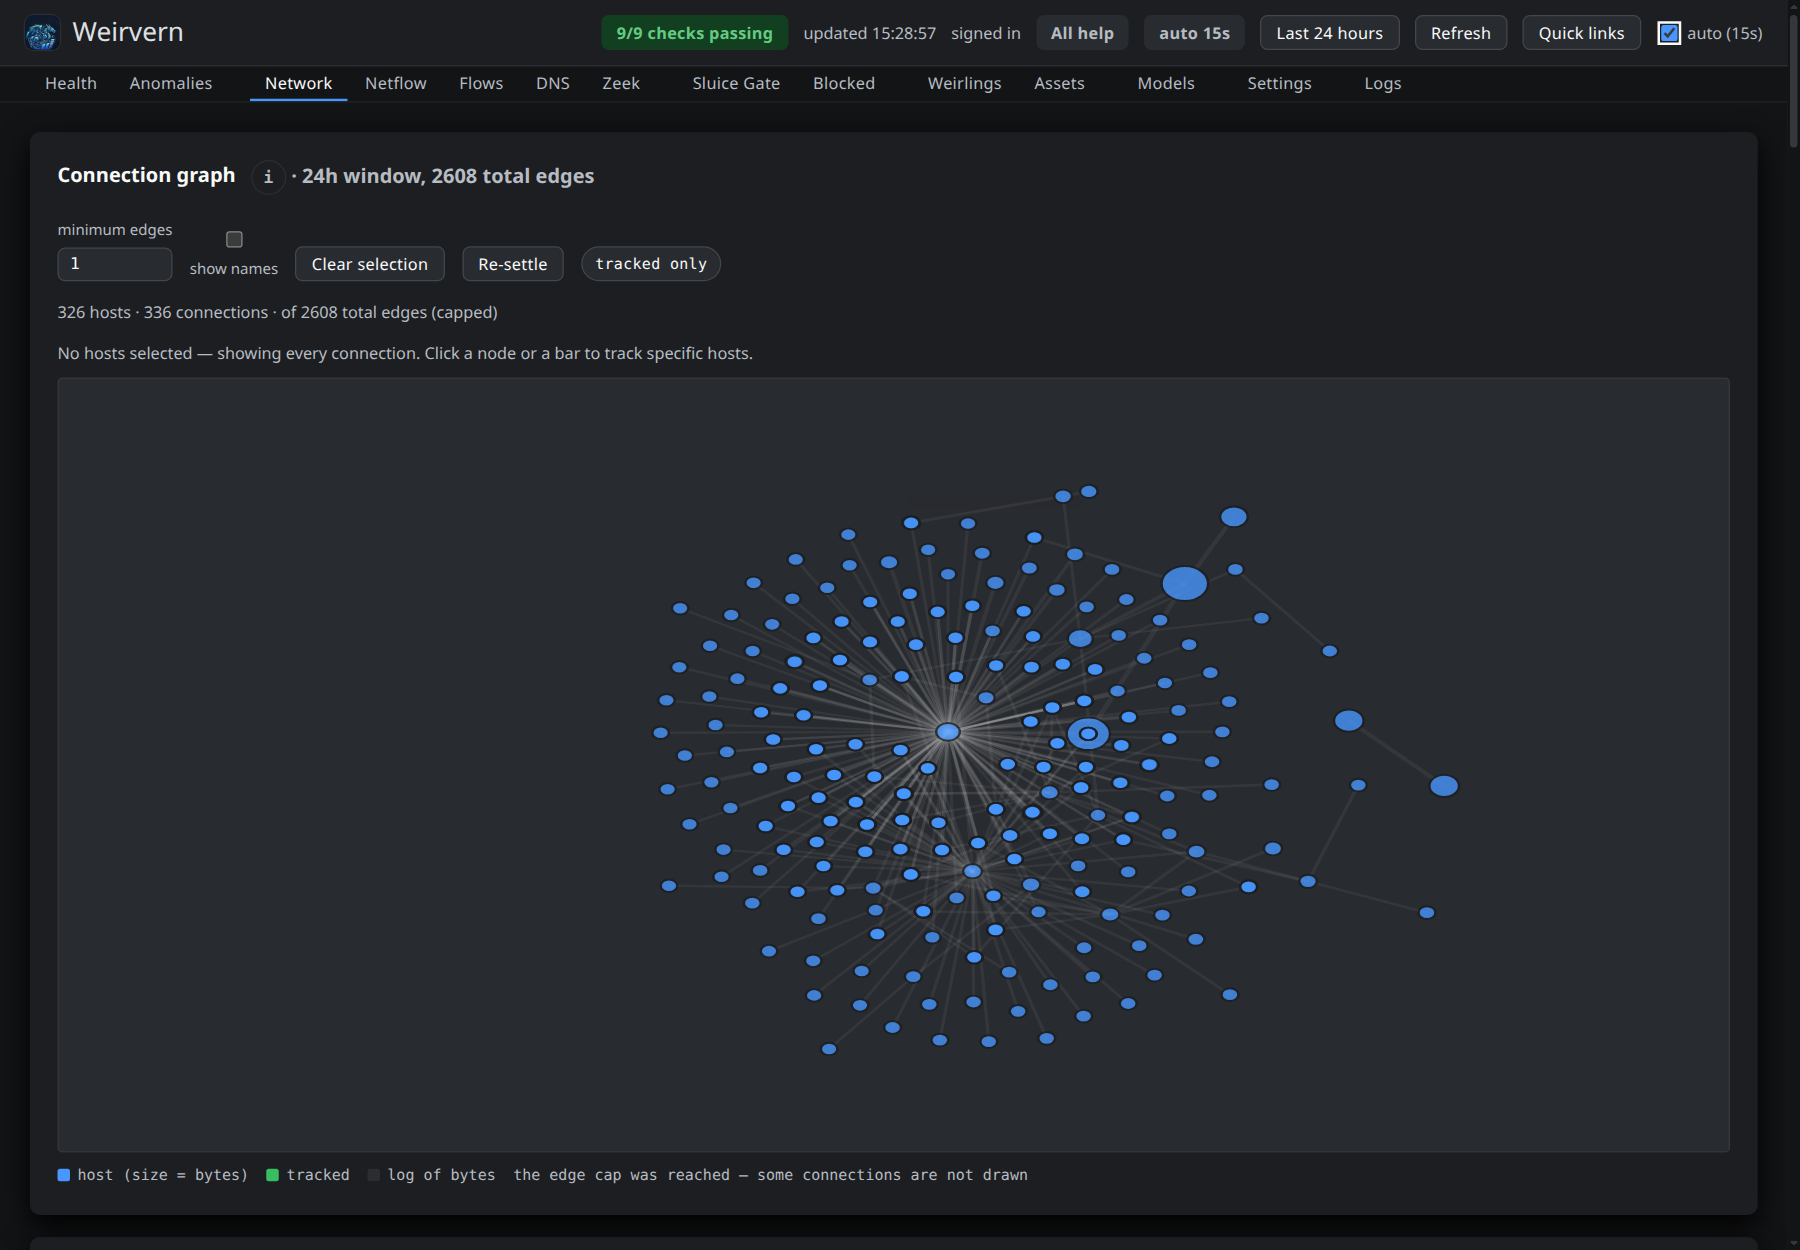 Weirvern
9/9 checks passing updated 15:28:57 signed in All help auto 15s Last 24 hours Refresh Quick links auto (15s)
Health Anomalies Network Netflow Flows DNS Zeek Sluice Gate Blocked Weirlings Assets Models Settings Logs
Connection graph i · 24h window, 2608 total edges
minimum edges
1 show names Clear selection Re-settle tracked only
326 hosts · 336 connections · of 2608 total edges (capped)
No hosts selected — showing every connection. Click a node or a bar to track specific hosts.
host (size = bytes) tracked log of bytes the edge cap was reached — some connections are not drawn